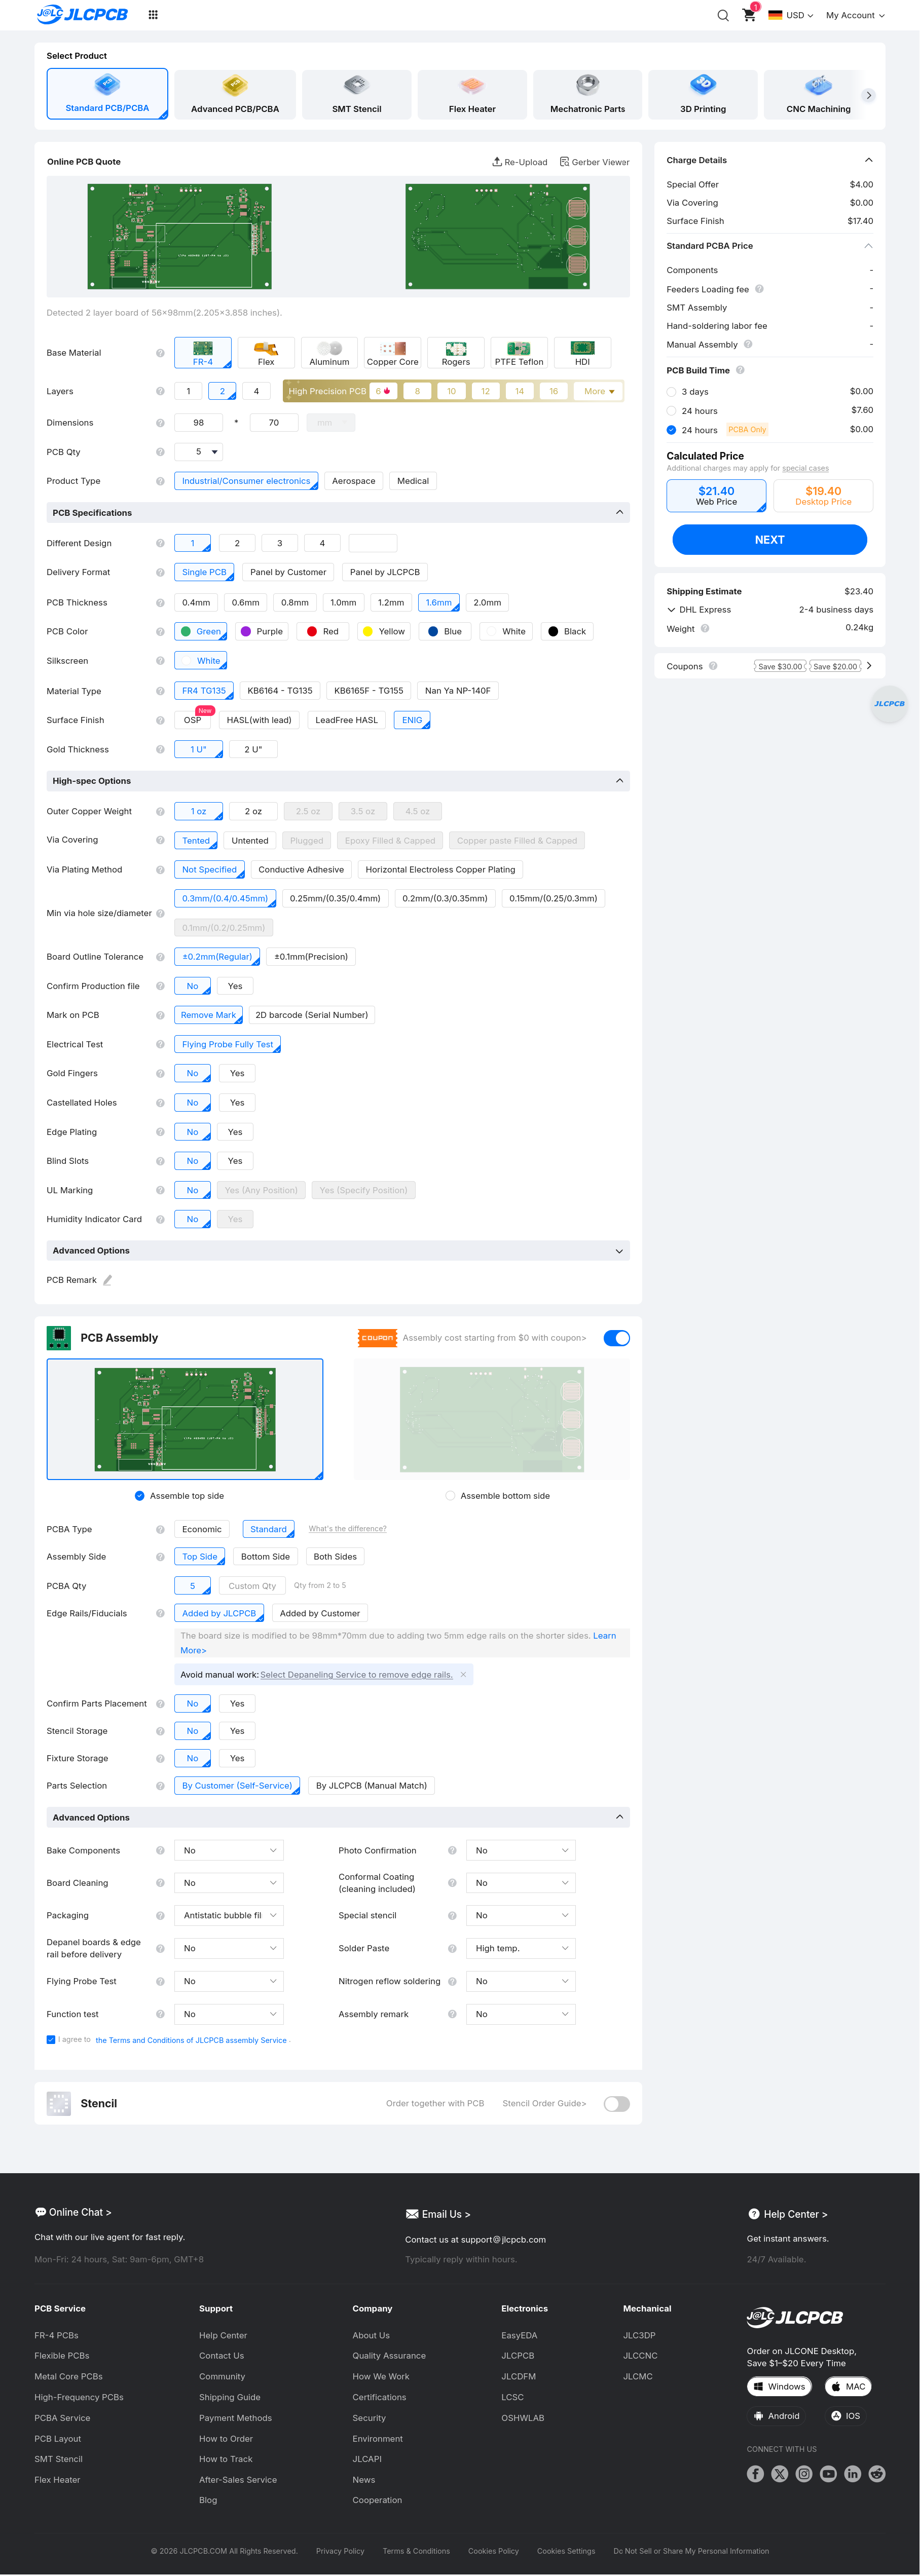 JLCPCB
1
USD
My Account
Select Product
Standard PCB/PCBA
Advanced PCB/PCBA
SMT Stencil
Flex Heater
Mechatronic Parts
3D Printing
CNC Machining
Online PCB Quote
Re-Upload
Gerber Viewer
Detected 2 layer board of 56×98mm(2.205×3.858 inches).
Base Material
FR-4
Flex
Aluminum
Copper Core
Rogers
PTFE Teflon
HDI
Layers
1
2
4
High Precision PCB
6
8
10
12
14
16
More
Dimensions
98
*
70
mm
PCB Qty
5
Product Type
Industrial/Consumer electronics
Aerospace
Medical
PCB Specifications
Different Design
1
2
3
4
Delivery Format
Single PCB
Panel by Customer
Panel by JLCPCB
PCB Thickness
0.4mm
0.6mm
0.8mm
1.0mm
1.2mm
1.6mm
2.0mm
PCB Color
Green
Purple
Red
Yellow
Blue
White
Black
Silkscreen
White
Material Type
FR4 TG135
KB6164 - TG135
KB6165F - TG155
Nan Ya NP-140F
Surface Finish
OSP
New
HASL(with lead)
LeadFree HASL
ENIG
Gold Thickness
1 U"
2 U"
High-spec Options
Outer Copper Weight
1 oz
2 oz
2.5 oz
3.5 oz
4.5 oz
Via Covering
Tented
Untented
Plugged
Epoxy Filled & Capped
Copper paste Filled & Capped
Via Plating Method
Not Specified
Conductive Adhesive
Horizontal Electroless Copper Plating
Min via hole size/diameter
0.3mm/(0.4/0.45mm)
0.25mm/(0.35/0.4mm)
0.2mm/(0.3/0.35mm)
0.15mm/(0.25/0.3mm)
0.1mm/(0.2/0.25mm)
Board Outline Tolerance
±0.2mm(Regular)
±0.1mm(Precision)
Confirm Production file
No
Yes
Mark on PCB
Remove Mark
2D barcode (Serial Number)
Electrical Test
Flying Probe Fully Test
Gold Fingers
No
Yes
Castellated Holes
No
Yes
Edge Plating
No
Yes
Blind Slots
No
Yes
UL Marking
No
Yes (Any Position)
Yes (Specify Position)
Humidity Indicator Card
No
Yes
Advanced Options
PCB Remark
PCB Assembly
COUPON
Assembly cost starting from $0 with coupon>
Assemble top side
Assemble bottom side
PCBA Type
Economic
Standard
What's the difference?
Assembly Side
Top Side
Bottom Side
Both Sides
PCBA Qty
5
Custom Qty
Qty from 2 to 5
Edge Rails/Fiducials
Added by JLCPCB
Added by Customer
The board size is modified to be 98mm*70mm due to adding two 5mm edge rails on the shorter sides. Learn
More>
Avoid manual work: Select Depaneling Service to remove edge rails.
Confirm Parts Placement
No
Yes
Stencil Storage
No
Yes
Fixture Storage
No
Yes
Parts Selection
By Customer (Self-Service)
By JLCPCB (Manual Match)
Advanced Options
Bake Components
No
Photo Confirmation
No
Board Cleaning
No
Conformal Coating
(cleaning included)
No
Packaging
Antistatic bubble fil
Special stencil
No
Depanel boards & edge
rail before delivery
No
Solder Paste
High temp.
Flying Probe Test
No
Nitrogen reflow soldering
No
Function test
No
Assembly remark
No
I agree to the Terms and Conditions of JLCPCB assembly Service .
Stencil
Order together with PCB
Stencil Order Guide>
Charge Details
Special Offer
$4.00
Via Covering
$0.00
Surface Finish
$17.40
Standard PCBA Price
Components
-
Feeders Loading fee
-
SMT Assembly
-
Hand-soldering labor fee
-
Manual Assembly
-
PCB Build Time
3 days
$0.00
24 hours
$7.60
24 hours
PCBA Only
$0.00
Calculated Price
Additional charges may apply for special cases
$21.40
Web Price
$19.40
Desktop Price
NEXT
Shipping Estimate
$23.40
DHL Express
2-4 business days
Weight
0.24kg
Coupons
Save $30.00
Save $20.00
JLCPCB
Online Chat >
Chat with our live agent for fast reply.
Mon-Fri: 24 hours, Sat: 9am-6pm, GMT+8
Email Us >
Contact us at support@jlcpcb.com
Typically reply within hours.
Help Center >
Get instant answers.
24/7 Available.
PCB Service
FR-4 PCBs
Flexible PCBs
Metal Core PCBs
High-Frequency PCBs
PCBA Service
PCB Layout
SMT Stencil
Flex Heater
Support
Help Center
Contact Us
Community
Shipping Guide
Payment Methods
How to Order
How to Track
After-Sales Service
Blog
Company
About Us
Quality Assurance
How We Work
Certifications
Security
Environment
JLCAPI
News
Cooperation
Electronics
EasyEDA
JLCPCB
JLCDFM
LCSC
OSHWLAB
Mechanical
JLC3DP
JLCCNC
JLCMC
JLCPCB
Order on JLCONE Desktop,
Save $1–$20 Every Time
Windows
MAC
Android
IOS
CONNECT WITH US
© 2026 JLCPCB.COM All Rights Reserved.
Privacy Policy
Terms & Conditions
Cookies Policy
Cookies Settings
Do Not Sell or Share My Personal Information